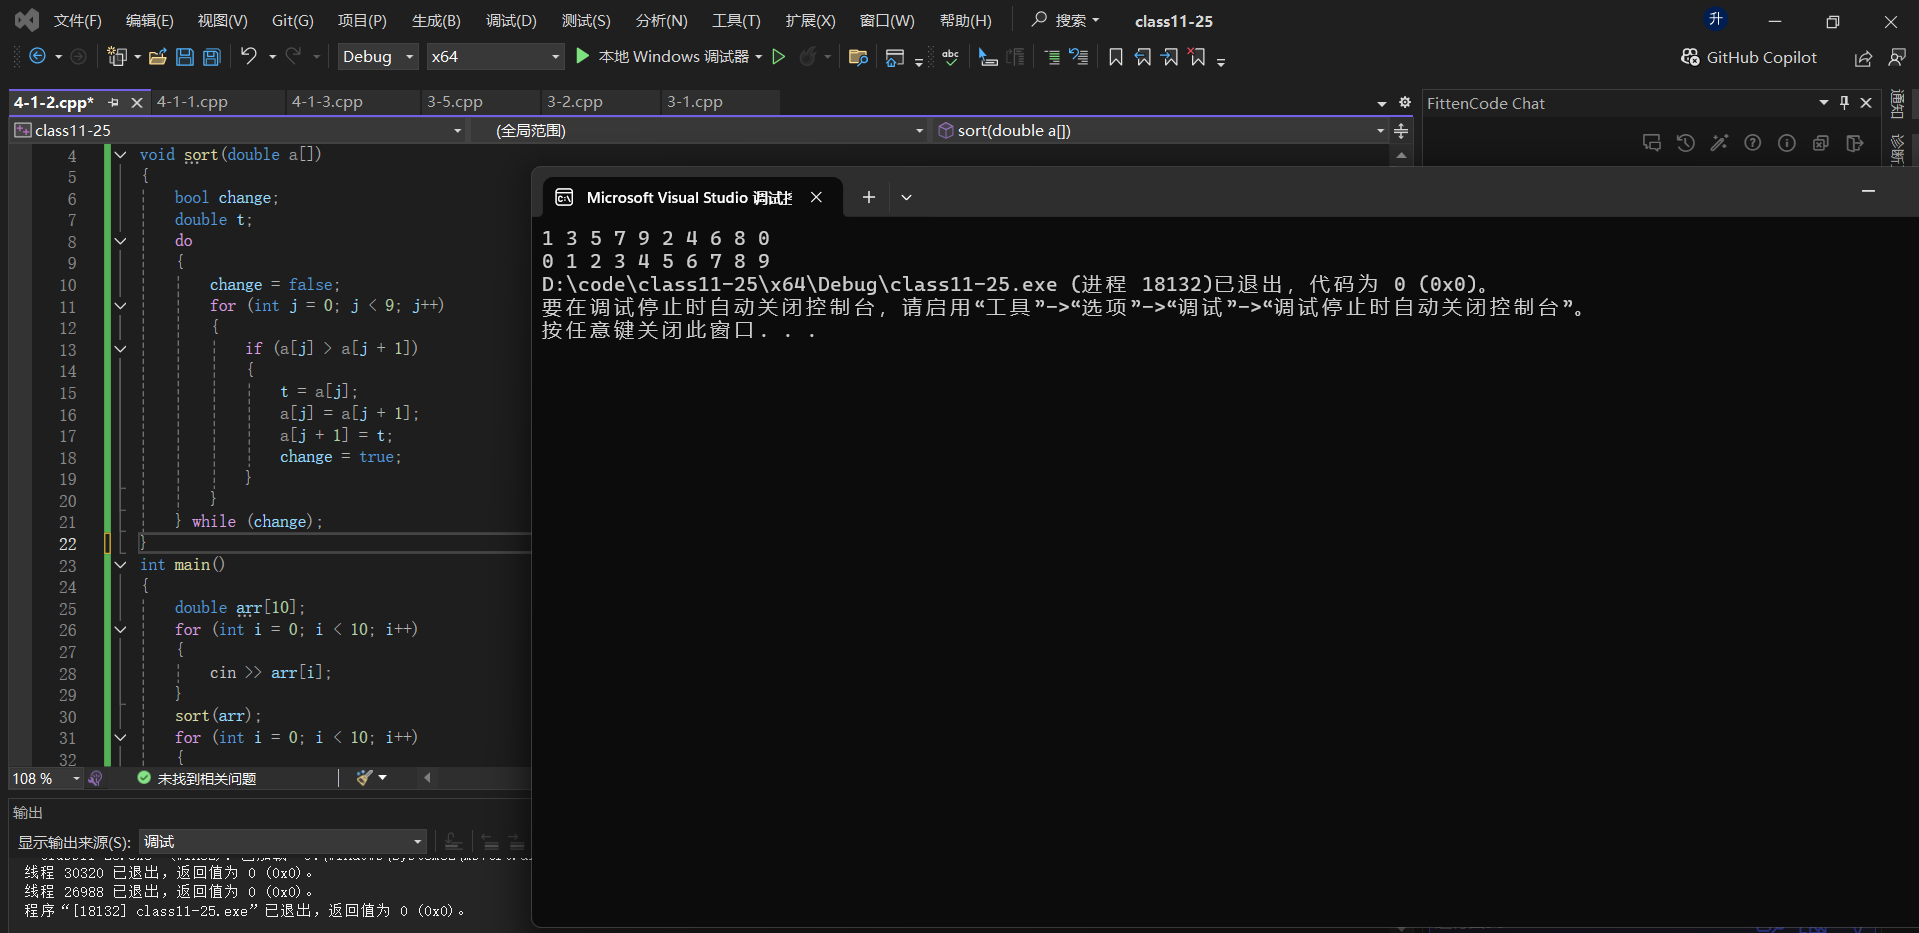 文件(F) 编辑(E) 视图(V) Git(G) 项目(P) 生成(B) 调试(D) 测试(S) 分析(N) 工具(T) 扩展(X) 窗口(W) 帮助(H) 搜索 class11-25 升
Debug x64 本地 Windows 调试器 abc GitHub Copilot
4-1-2.cpp* 4-1-1.cpp 4-1-3.cpp 3-5.cpp 3-2.cpp 3-1.cpp FittenCode Chat 通知
class11-25 (全局范围) sort(double a[]) 诊断
4 void sort(double a[])
5 {
6 bool change;
7 double t;
8 do
9 {
10 change = false;
11 for (int j = 0; j < 9; j++)
12 {
13 if (a[j] > a[j + 1])
14 {
15 t = a[j];
16 a[j] = a[j + 1];
17 a[j + 1] = t;
18 change = true;
19 }
20 }
21 } while (change);
22 }
23 int main()
24 {
25 double arr[10];
26 for (int i = 0; i < 10; i++)
27 {
28 cin >> arr[i];
29 }
30 sort(arr);
31 for (int i = 0; i < 10; i++)
32 {
108 % 未找到相关问题
输出
显示输出来源(S): 调试
线程 30320 已退出，返回值为 0 (0x0)。
线程 26988 已退出，返回值为 0 (0x0)。
程序“[18132] class11-25.exe”已退出，返回值为 0 (0x0)。
Microsoft Visual Studio 调试
1 3 5 7 9 2 4 6 8 0
0 1 2 3 4 5 6 7 8 9
D:\code\class11-25\x64\Debug\class11-25.exe (进程 18132)已退出，代码为 0 (0x0)。
要在调试停止时自动关闭控制台，请启用“工具”->“选项”->“调试”->“调试停止时自动关闭控制台”。
按任意键关闭此窗口. . .